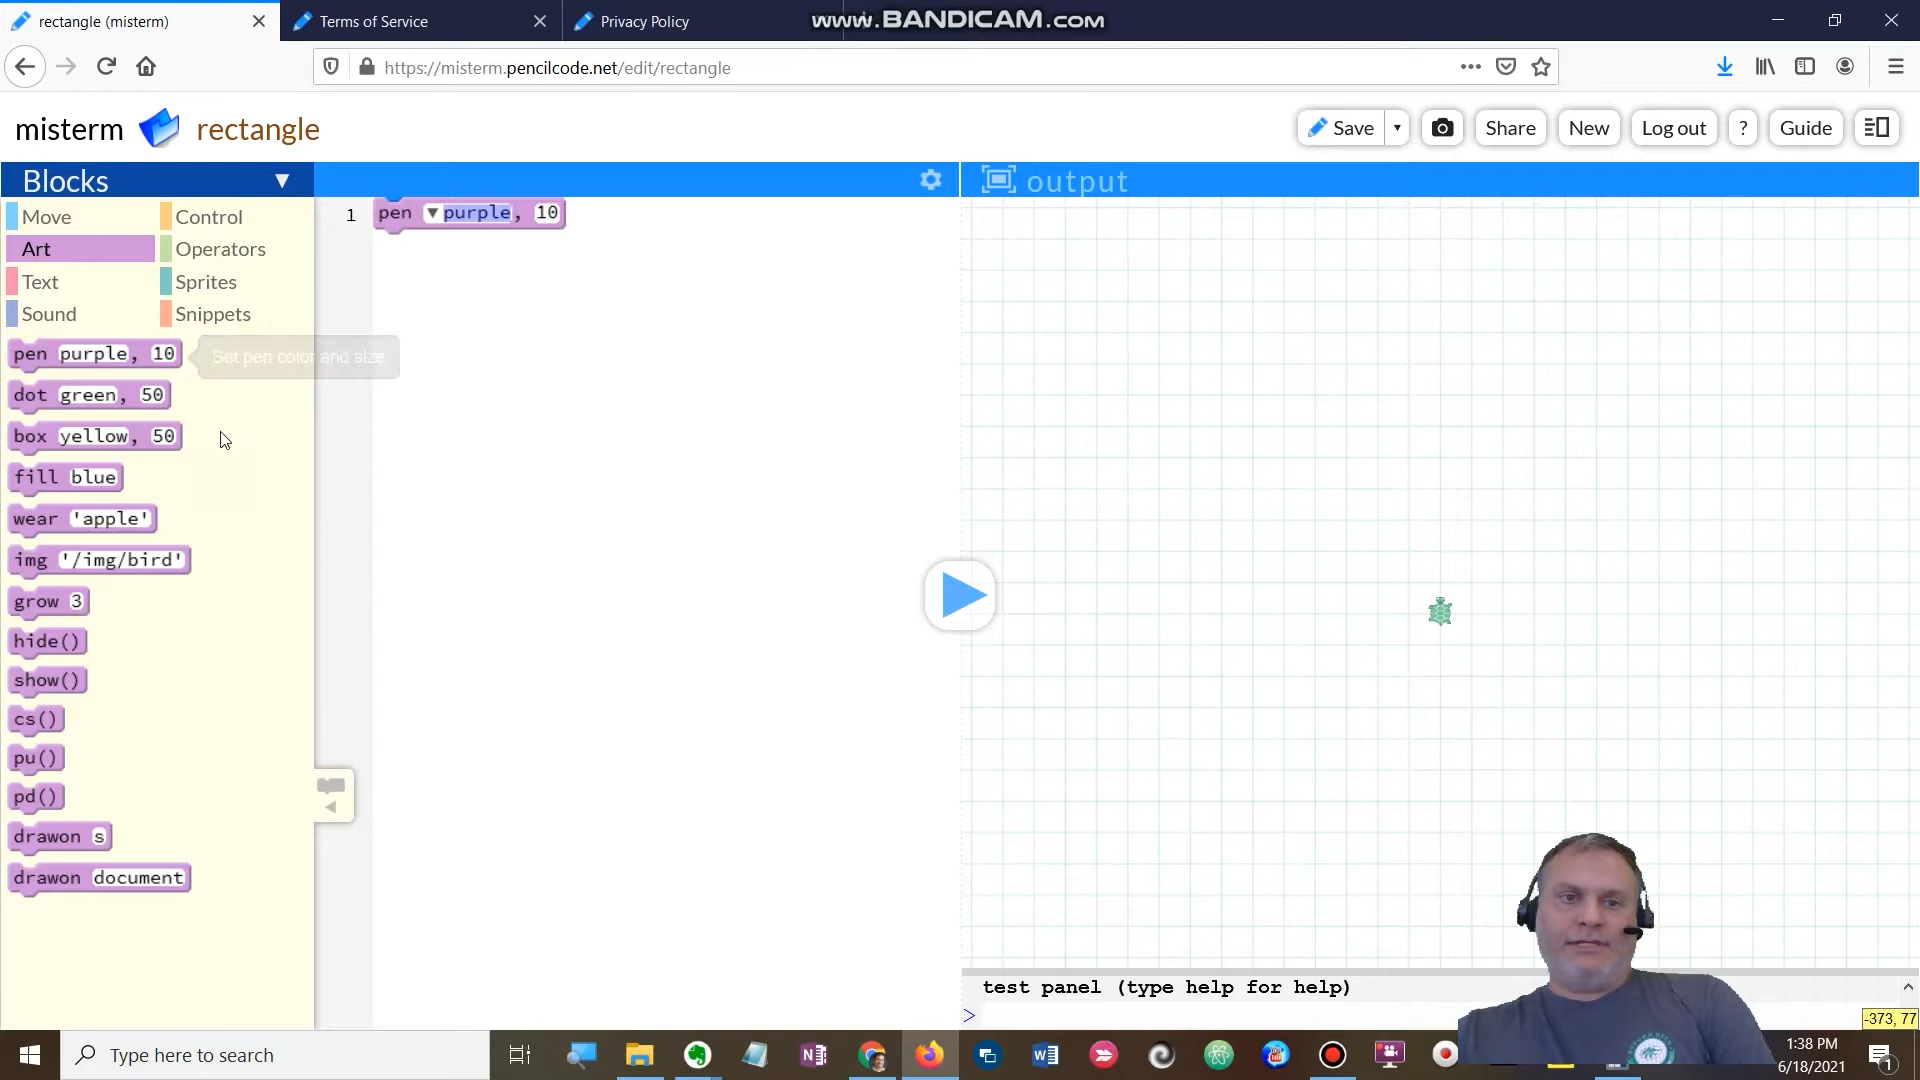 rectangle (misterm)
Terms of Service
Privacy Policy
www.BANDICAM.com
https://misterm.pencilcode.net/edit/rectangle
misterm rectangle
Save
Share
New
Log out
?
Guide
Blocks
output
Move
Control
Art
Operators
Text
Sprites
Sound
Snippets
1
pen purple, 10
pen purple, 10
Set pen color and size
dot green, 50
box yellow, 50
fill blue
wear 'apple'
img '/img/bird'
grow 3
hide()
show()
cs()
pu()
pd()
drawon s
drawon document
test panel (type help for help)
>
-373, 77
Type here to search
1:38 PM
6/18/2021
1